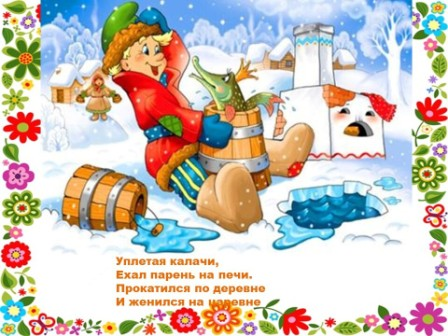 Уплетая калачи,
Ехал парень на печи.
Прокатился по деревне
И женился на царевне